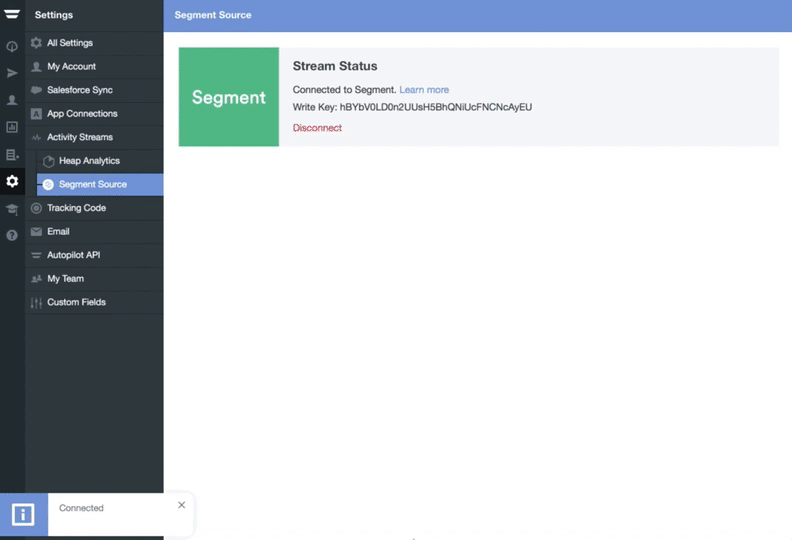 Settings
Segment Source
All Settings
My Account
Salesforce Sync
App Connections
Activity Streams
Heap Analytics
Segment Source
Tracking Code
Email
Autopilot API
My Team
Custom Fields
Segment
Stream Status
Connected to Segment. Learn more
Write Key: hBYbV0LD0n2UUsH5BhQNiUcFNCNcAyEU
Disconnect
Connected